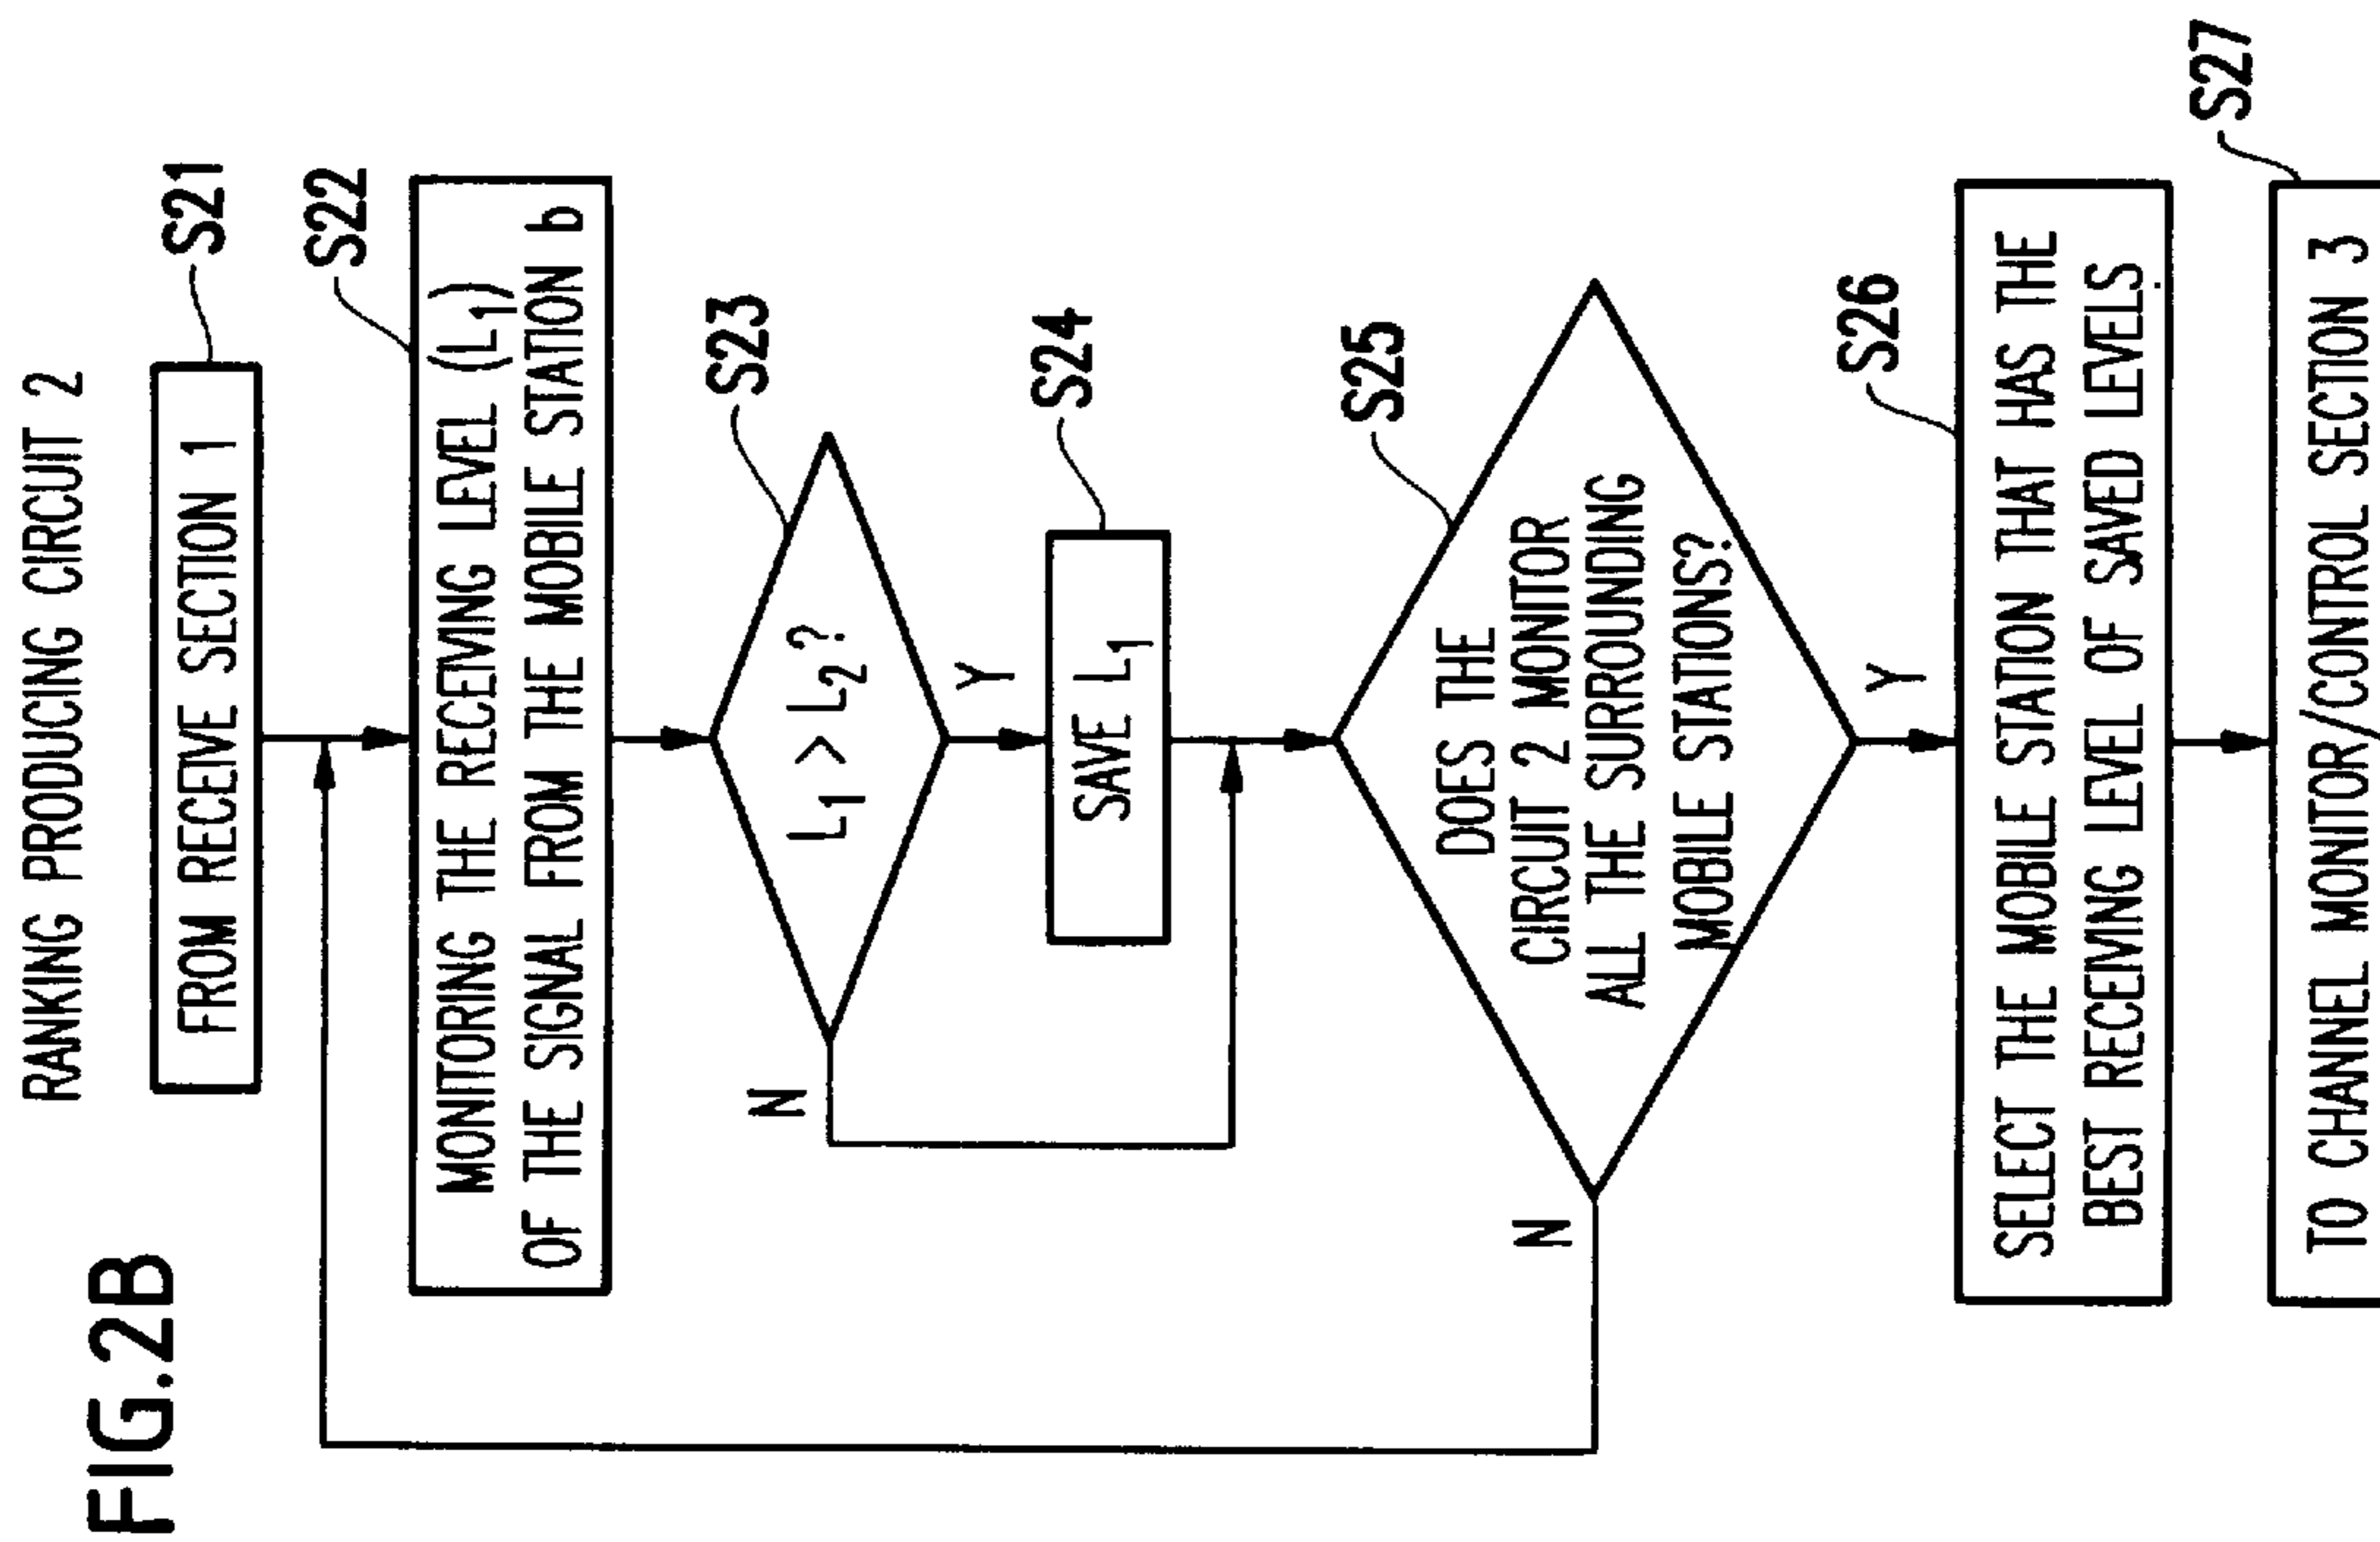 FIG.2B
RANKING PRODUCING CIRCUIT 2
FROM RECEIVE SECTION 1
S21
S22
MONITORING THE RECEIVING LEVEL (L1)
OF THE SIGNAL FROM THE MOBILE STATION b
S23
L1 > L2 ?
N
Y
S24
SAVE L1
S25
DOES THE
CIRCUIT 2 MONITOR
ALL THE SURROUNDING
MOBILE STATIONS?
N
Y
S26
SELECT THE MOBILE STATION THAT HAS THE
BEST RECEIVING LEVEL OF SAVED LEVELS
S27
TO CHANNEL MONITOR/CONTROL SECTION 3